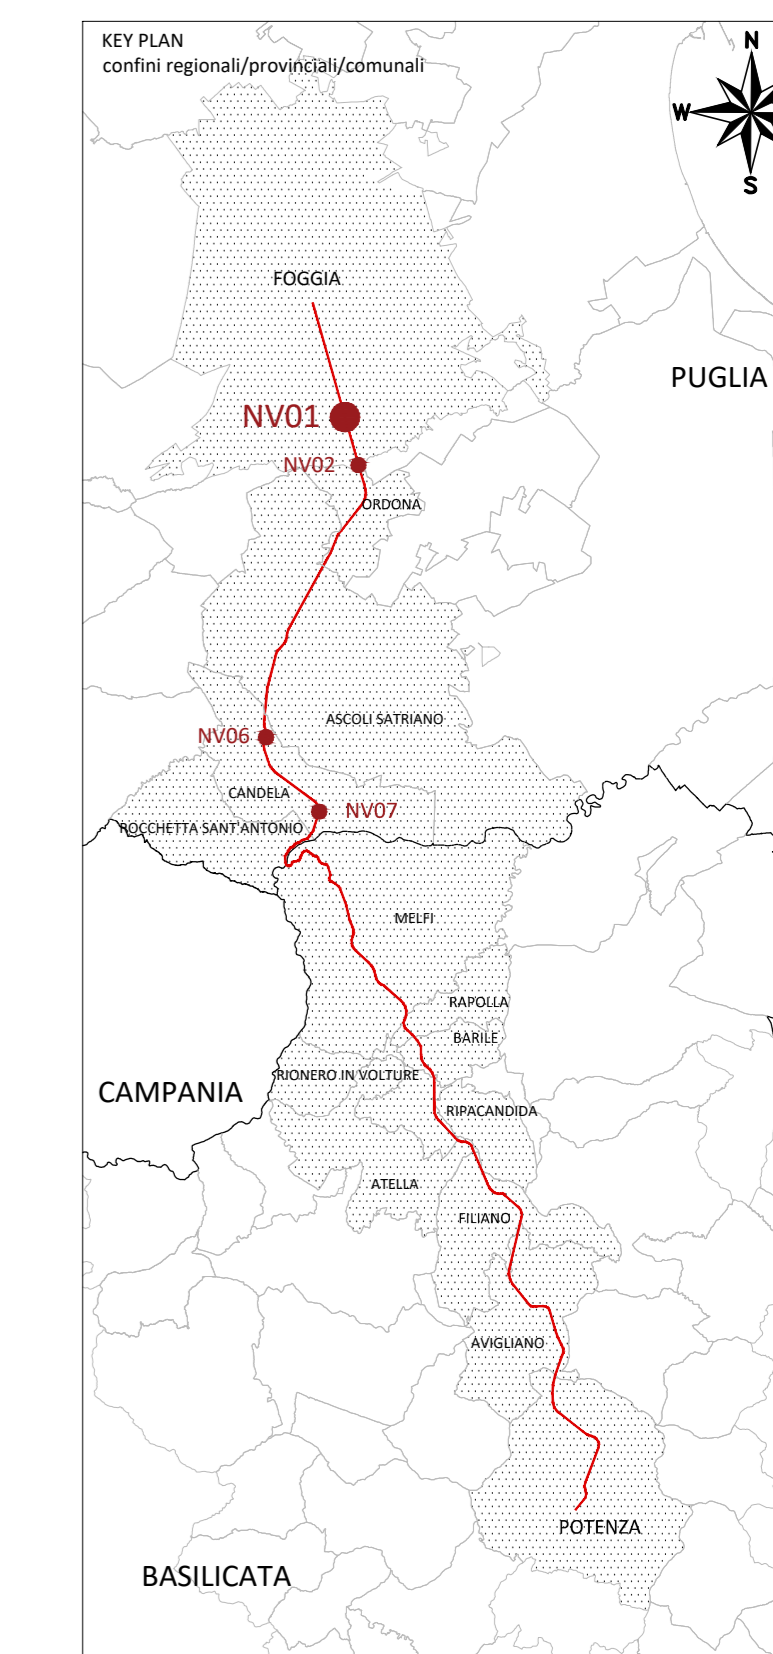 KEY PLAN
confini regionali/provinciali/comunali
N
W
S
FOGGIA
PUGLIA
NV01
NV02
ORDONA
ASCOLI SATRIANO
NV06
CANDELA
NV07
ROCCHETTA SANT'ANTONIO
MELFI
RAPOLLA
BARILE
RIONERO IN VOLTURE
CAMPANIA
RIPACANDIDA
ATELLA
FILIANO
AVIGLIANO
POTENZA
BASILICATA